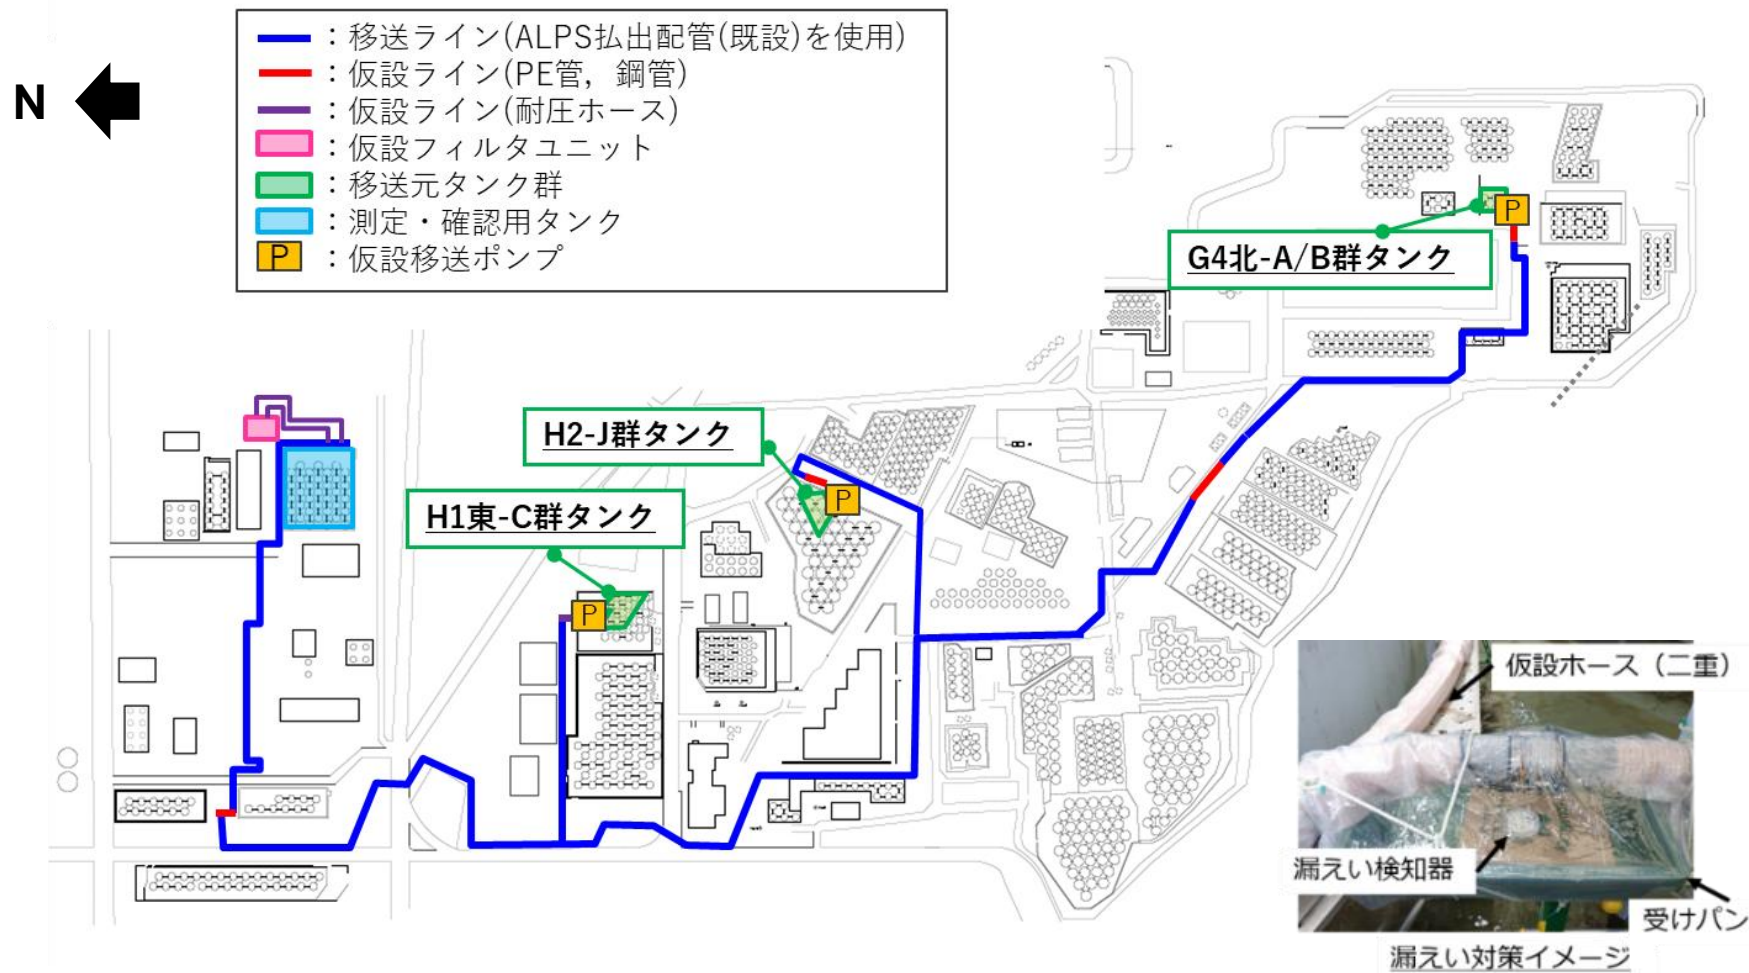 N
：移送ライン(ALPS払出配管(既設)を使用)
：仮設ライン(PE管，鋼管)
：仮設ライン(耐圧ホース)
：仮設フィルタユニット
：移送元タンク群
：測定・確認用タンク
P ：仮設移送ポンプ
P
G4北-A/B群タンク
H2-J群タンク
P
H1東-C群タンク
P
仮設ホース（二重）
漏えい検知器
受けパン
漏えい対策イメージ